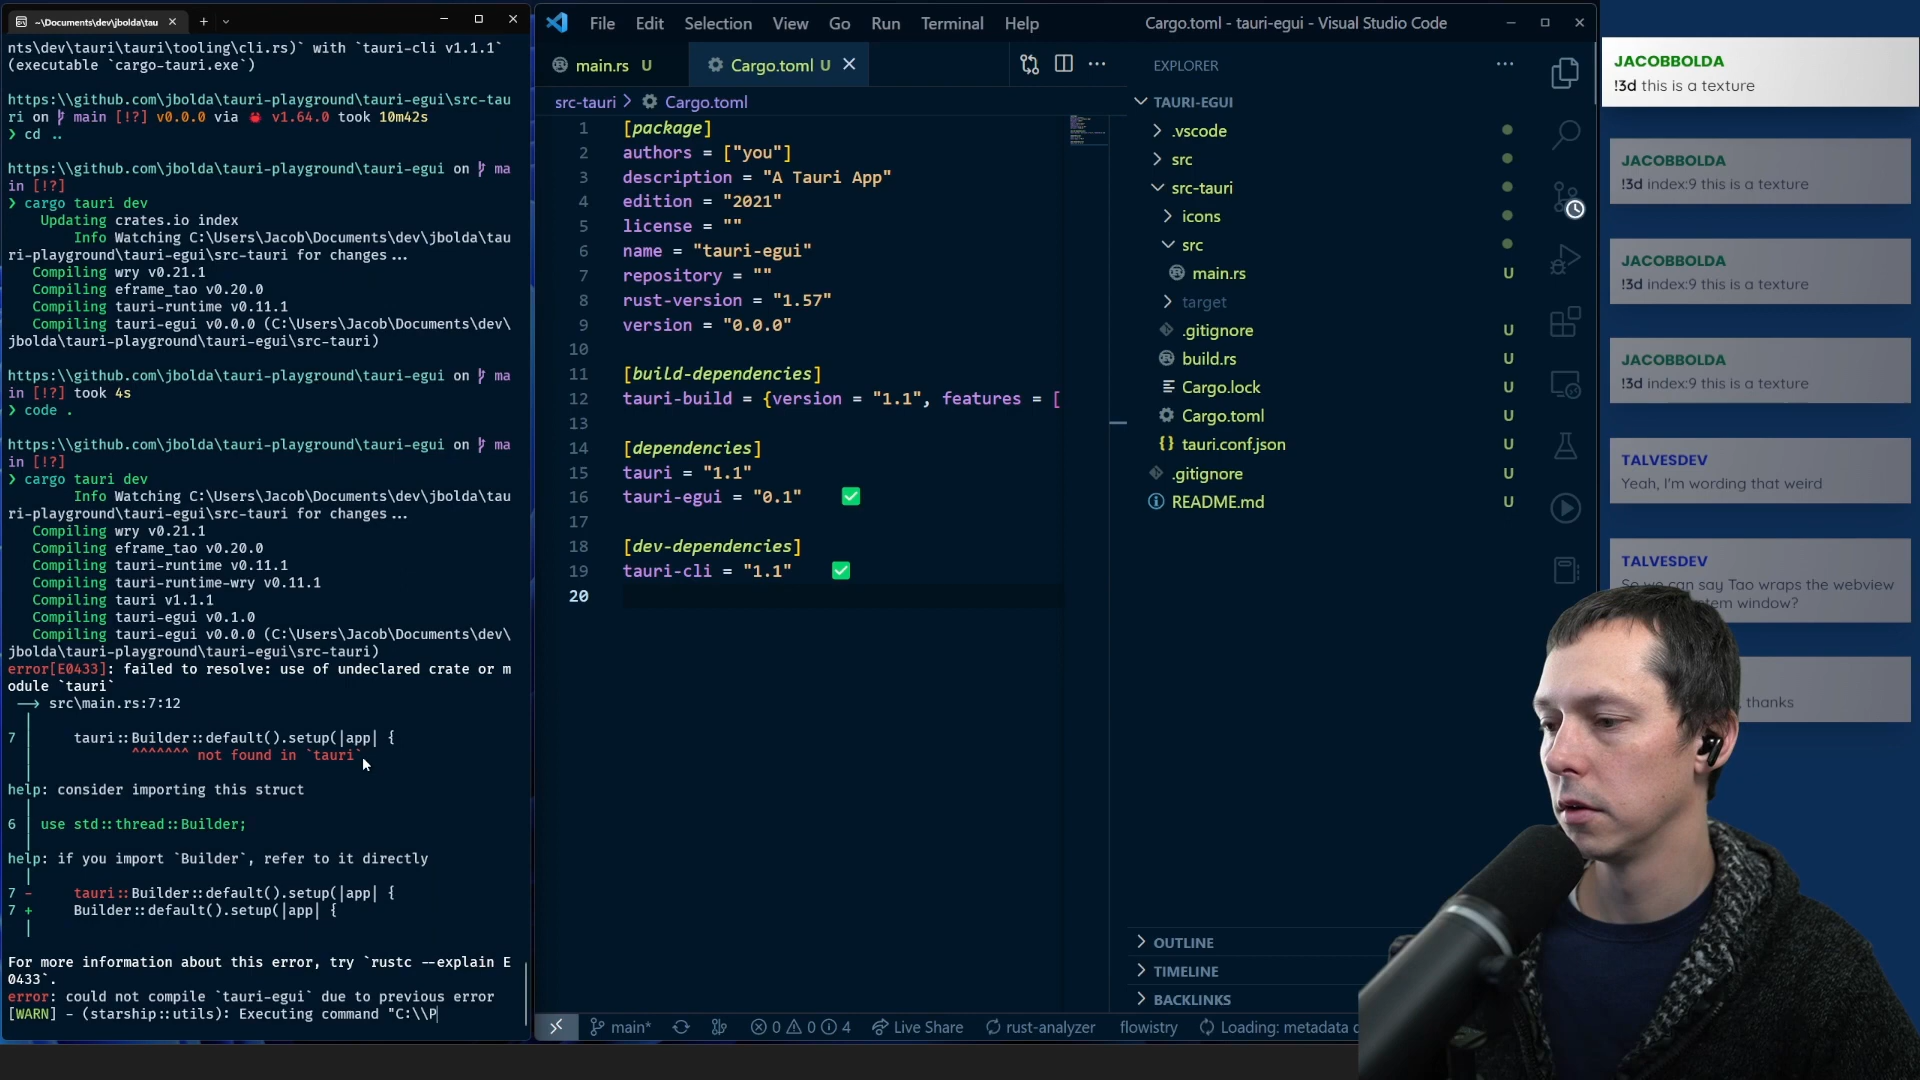 ~\Documents\dev\jbolda\tau
nts\dev\tauri\tauri\tooling\cli.rs)` with `tauri-cli v1.1.1`
(executable `cargo-tauri.exe`)
https:\\github.com\jbolda\tauri-playground\tauri-egui\src-tau
ri on main [!?] v0.0.0 via v1.64.0 took 10m42s
❯ cd ..
https:\\github.com\jbolda\tauri-playground\tauri-egui on ma
in [!?]
❯ cargo tauri dev
Updating crates.io index
Info Watching C:\Users\Jacob\Documents\dev\jbolda\tau
ri-playground\tauri-egui\src-tauri for changes...
Compiling wry v0.21.1
Compiling eframe_tao v0.20.0
Compiling tauri-runtime v0.11.1
Compiling tauri-egui v0.0.0 (C:\Users\Jacob\Documents\dev\
jbolda\tauri-playground\tauri-egui\src-tauri)
https:\\github.com\jbolda\tauri-playground\tauri-egui on ma
in [!?] took 4s
❯ code .
https:\\github.com\jbolda\tauri-playground\tauri-egui on ma
in [!?]
❯ cargo tauri dev
Info Watching C:\Users\Jacob\Documents\dev\jbolda\tau
ri-playground\tauri-egui\src-tauri for changes...
Compiling wry v0.21.1
Compiling eframe_tao v0.20.0
Compiling tauri-runtime v0.11.1
Compiling tauri-runtime-wry v0.11.1
Compiling tauri v1.1.1
Compiling tauri-egui v0.1.0
Compiling tauri-egui v0.0.0 (C:\Users\Jacob\Documents\dev\
jbolda\tauri-playground\tauri-egui\src-tauri)
error[E0433]: failed to resolve: use of undeclared crate or m
odule `tauri`
--> src\main.rs:7:12
|
7 | tauri::Builder::default().setup(|app| {
| ^^^^^^^ not found in `tauri`
|
help: consider importing this struct
|
6 | use std::thread::Builder;
|
help: if you import `Builder`, refer to it directly
|
7 - tauri::Builder::default().setup(|app| {
7 + Builder::default().setup(|app| {
|
For more information about this error, try `rustc --explain E
0433`.
error: could not compile `tauri-egui` due to previous error
[WARN] - (starship::utils): Executing command "C:\\P
File Edit Selection View Go Run Terminal Help
Cargo.toml - tauri-egui - Visual Studio Code
main.rs U Cargo.toml U
src-tauri > Cargo.toml
1 [package]
2 authors = ["you"]
3 description = "A Tauri App"
4 edition = "2021"
5 license = ""
6 name = "tauri-egui"
7 repository = ""
8 rust-version = "1.57"
9 version = "0.0.0"
10
11 [build-dependencies]
12 tauri-build = {version = "1.1", features = [
13
14 [dependencies]
15 tauri = "1.1"
16 tauri-egui = "0.1" ✅
17
18 [dev-dependencies]
19 tauri-cli = "1.1" ✅
20
EXPLORER
TAURI-EGUI
.vscode
src
src-tauri
icons
src
main.rs U
target
.gitignore U
build.rs U
Cargo.lock U
Cargo.toml U
tauri.conf.json U
.gitignore U
README.md U
OUTLINE
TIMELINE
BACKLINKS
main* 0 0 4 Live Share rust-analyzer flowistry Loading: metadata
JACOBBOLDA
!3d this is a texture
JACOBBOLDA
!3d index:9 this is a texture
JACOBBOLDA
!3d index:9 this is a texture
JACOBBOLDA
!3d index:9 this is a texture
TALVESDEV
Yeah, I'm wording that weird
TALVESDEV
So we can say Tao wraps the webview
window?
, thanks